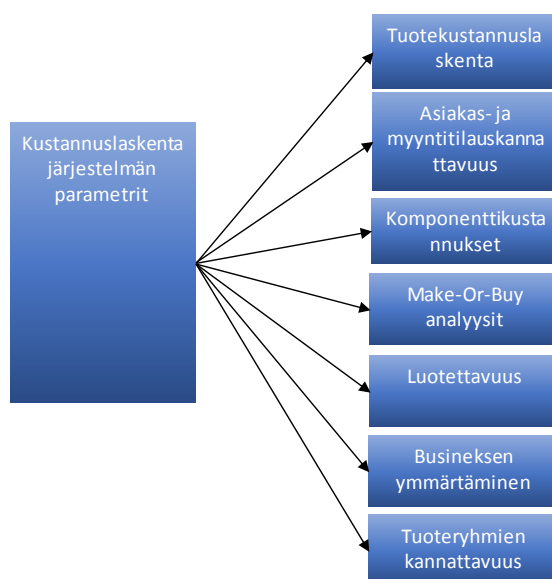 Kustannuslaskenta
järjestelmän
parametrit
Tuotekustannusla
skenta
Asiakas- ja
myyntitilauskanna
ttavuus
Komponenttikusta
nnukset
Make-Or-Buy
analyysit
Luotettavuus
Busineksen
ymmärtäminen
Tuoteryhmien
kannattavuus